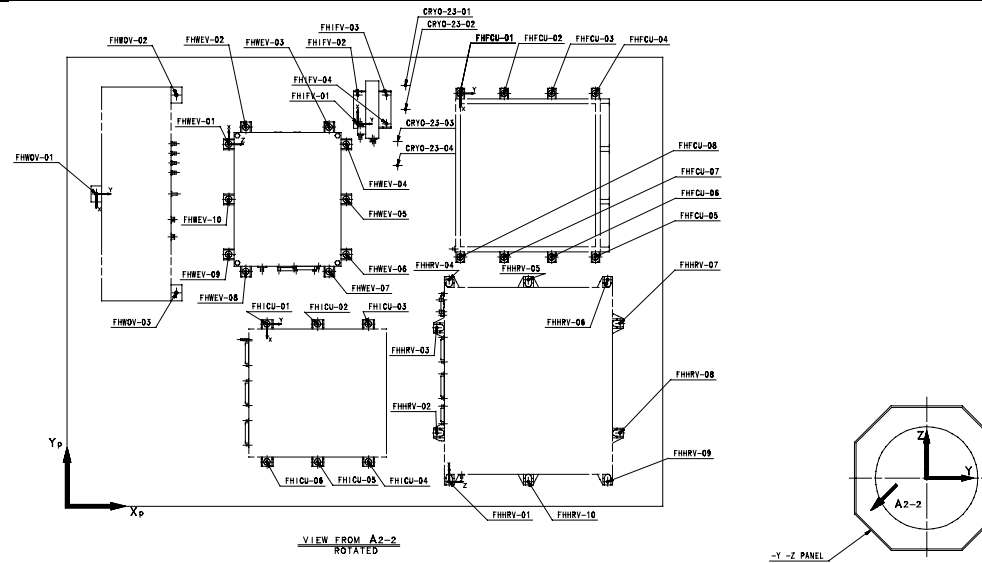 CRYO-23-01
CRYO-23-02
FHIFV-03
FHWEV-02
FHWEV-03
FHIFV-02
FHWOV-02
FHFCU-01
FHFCU-02
FHFCU-03
FHFCU-04
FHIFV-04
FHIFV-01
Y
X
X
Y
FHWEV-01
X
Z
CRYO-23-03
CRYO-23-04
FHFCU-08
FHWOV-01
FHFCU-07
Y
X
FHWEV-04
FHFCU-06
FHWEV-10
FHWEV-05
FHFCU-05
FHWEV-09
FHWEV-06
FHHRV-04
FHHRV-05
FHHRV-07
FHWEV-07
FHWEV-08
FHICU-01
FHICU-02
FHICU-03
FHWOV-03
FHHRV-06
Y
X
FHHRV-03
FHHRV-08
FHHRV-02
Yp
Xp
FHICU-06
FHICU-05
FHICU-04
Y
Z
FHHRV-09
FHHRV-01
FHHRV-10
VIEW FROM A2-2
ROTATED
Z
Y
A2-2
-Y -Z PANEL